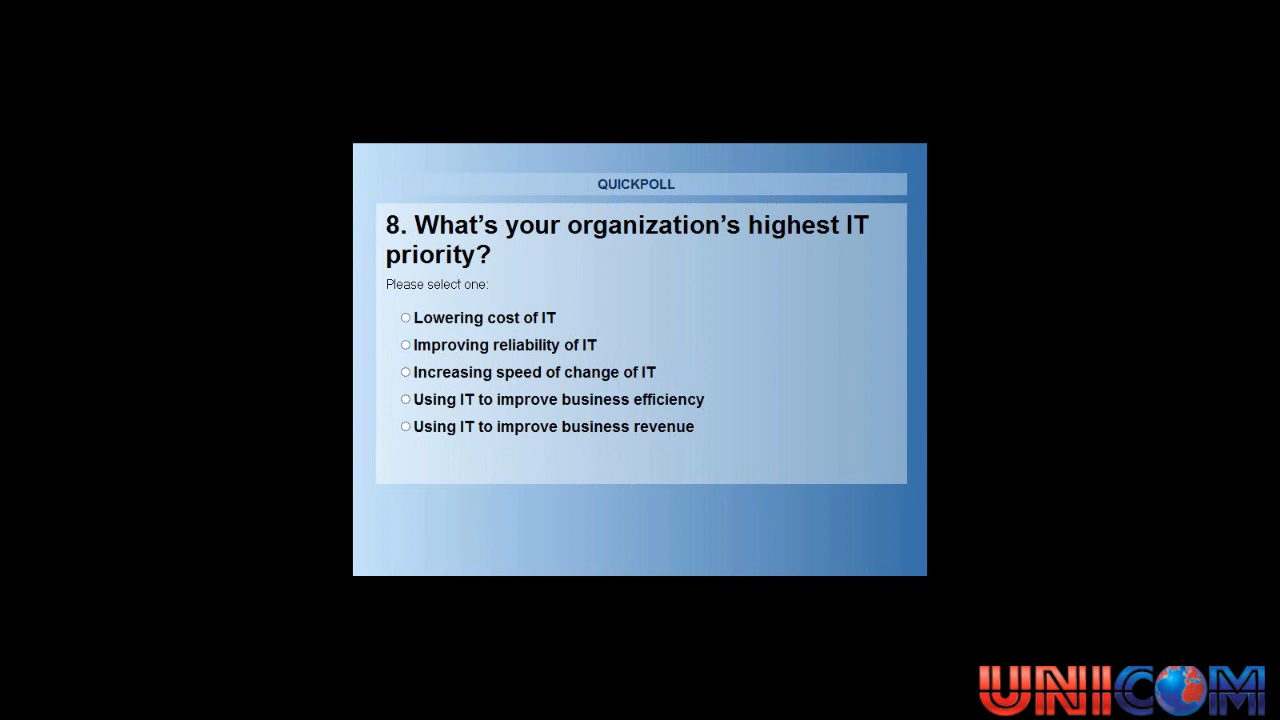 QUICKPOLL
8. What’s your organization’s highest IT
priority?
Please select one:
Lowering cost of IT
Improving reliability of IT
Increasing speed of change of IT
Using IT to improve business efficiency
Using IT to improve business revenue
UNICOM